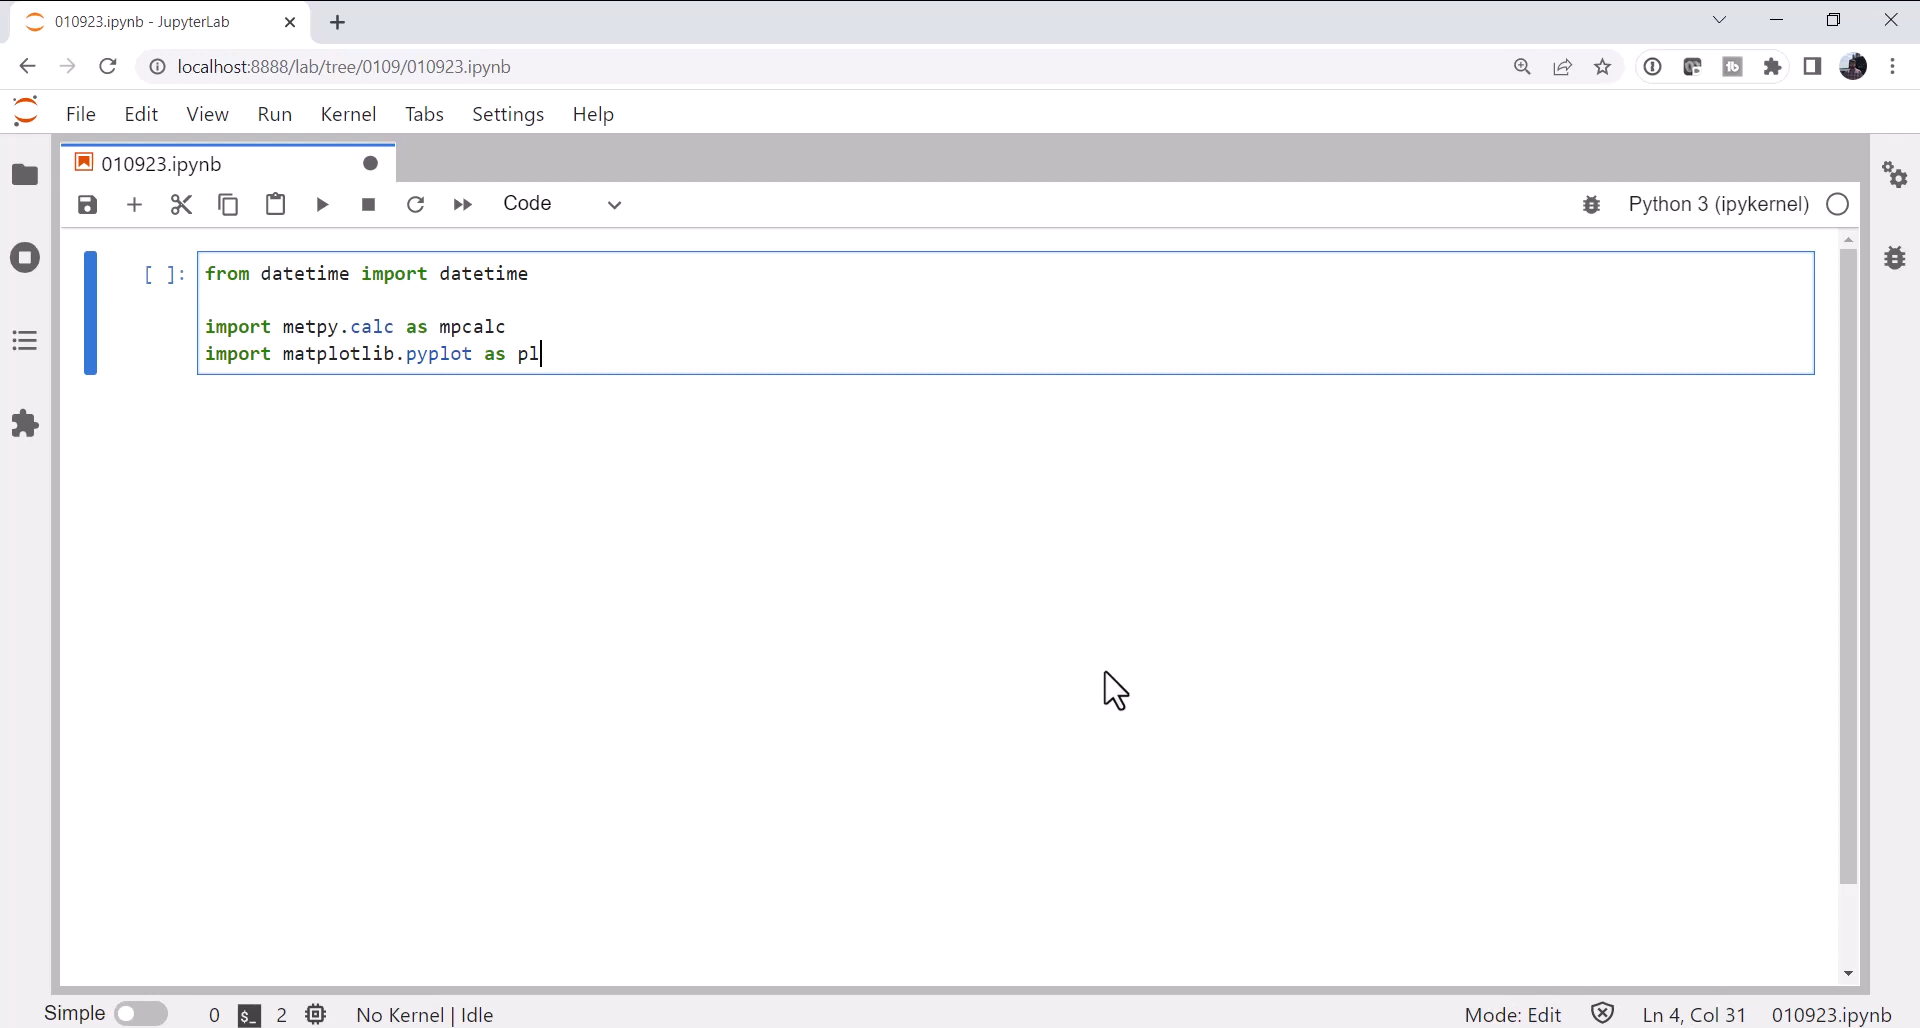 010923.ipynb - JupyterLab
localhost:8888/lab/tree/0109/010923.ipynb
File Edit View Run Kernel Tabs Settings Help
010923.ipynb
Code
Python 3 (ipykernel)
[ ]:
from datetime import datetime
import metpy.calc as mpcalc
import matplotlib.pyplot as pl
Simple 0 $_ 2 No Kernel | Idle Mode: Edit Ln 4, Col 31 010923.ipynb